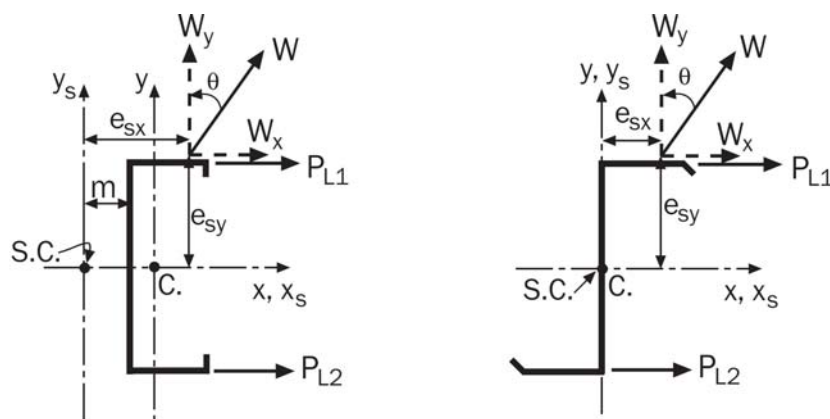 W_y
W
θ
y_s
y
e_sx
W_x
P_L1
m
e_sy
S.C.
C.
x, x_s
P_L2
W_y
W
y, y_s
θ
e_sx
W_x
P_L1
e_sy
S.C.
C.
x, x_s
P_L2